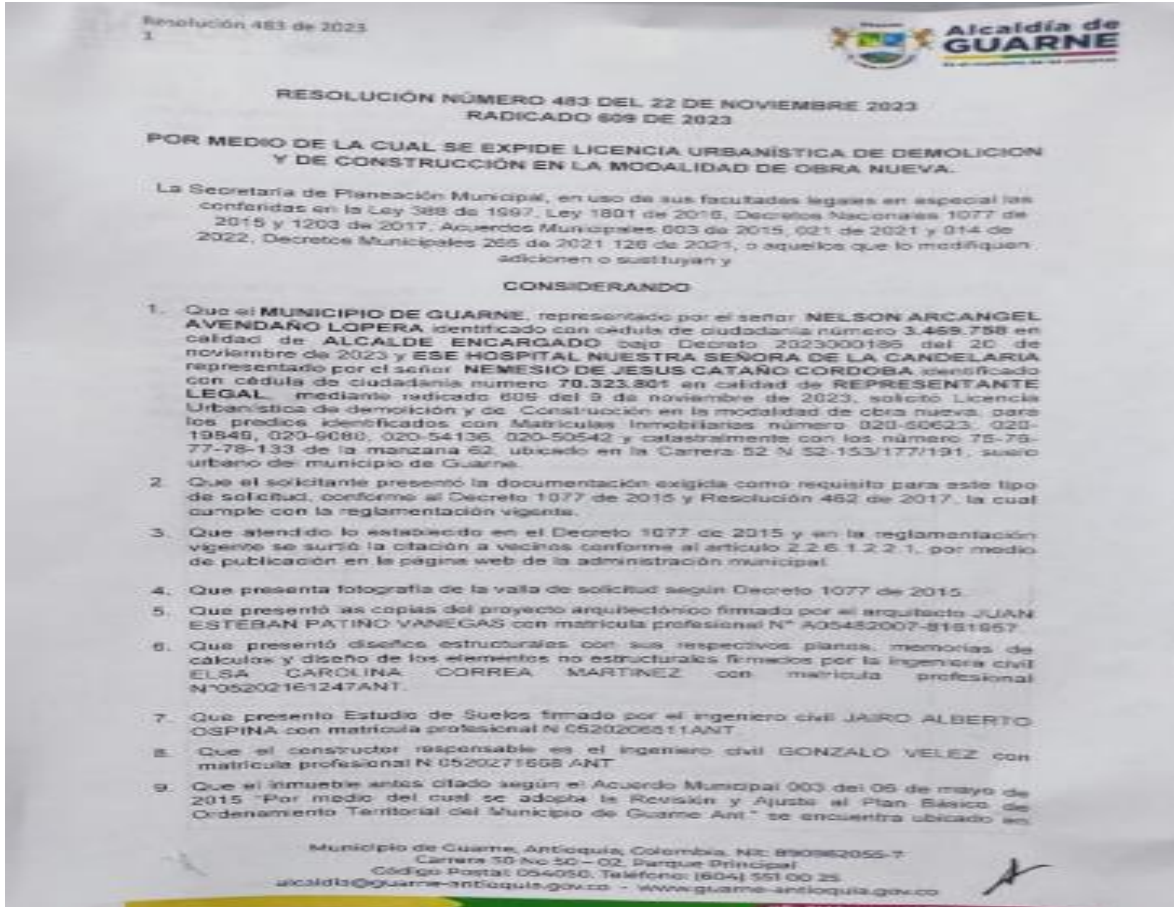 Resolución 483 de 2023
1
Alcaldía de
GUARNE
RESOLUCIÓN NÚMERO 483 DEL 22 DE NOVIEMBRE 2023
RADICADO 609 DE 2023
POR MEDIO DE LA CUAL SE EXPIDE LICENCIA URBANÍSTICA DE DEMOLICION
Y DE CONSTRUCCIÓN EN LA MODALIDAD DE OBRA NUEVA.
La Secretaría de Planeación Municipal, en uso de sus facultades legales en especial las
conferidas en la Ley 388 de 1997, Ley 1801 de 2016, Decretos Nacionales 1077 de
2015 y 1203 de 2017, Acuerdos Municipales 003 de 2015, 021 de 2021 y 014 de
2022, Decretos Municipales 266 de 2021 126 de 2021, o aquellos que lo modifiquen
adicionen o sustituyan y
CONSIDERANDO
1. Que el MUNICIPIO DE GUARNE, representado por el señor NELSON ARCANGEL
AVENDAÑO LOPERA identificado con cédula de ciudadanía número 3.469.758 en
calidad de ALCALDE ENCARGADO bajo Decreto 2023000186 del 20 de
noviembre de 2023 y ESE HOSPITAL NUESTRA SEÑORA DE LA CANDELARIA
representado por el señor NEMESIO DE JESUS CATAÑO CORDOBA identificado
con cédula de ciudadanía numero 70.323.801 en calidad de REPRESENTANTE
LEGAL, mediante radicado 609 del 9 de noviembre de 2023, solicitó Licencia
Urbanística de demolición y de Construcción en la modalidad de obra nueva, para
los predios identificados con Matrículas Inmobiliarias número 020-50623, 020-
19849, 020-9080, 020-54136, 020-50542 y catastralmente con los número 75-76-
77-78-133 de la manzana 62, ubicado en la Carrera 52 N 52-153/177/191, suelo
urbano del municipio de Guarne.
2. Que el solicitante presentó la documentación exigida como requisito para este tipo
de solicitud, conforme al Decreto 1077 de 2015 y Resolución 462 de 2017, la cual
cumple con la reglamentación vigente.
3. Que atendido lo establecido en el Decreto 1077 de 2015 y en la reglamentación
vigente se surtió la citación a vecinos conforme al artículo 2.2.6.1.2.2.1, por medio
de publicación en la página web de la administración municipal.
4. Que presenta fotografía de la valla de solicitud según Decreto 1077 de 2015.
5. Que presentó las copias del proyecto arquitectónico firmado por el arquitecto JUAN
ESTEBAN PATIÑO VANEGAS con matrícula profesional N° A05482007-8161957.
6. Que presentó diseños estructurales con sus respectivos planos, memorias de
cálculos y diseño de los elementos no estructurales firmados por la ingeniera civil
ELSA CAROLINA CORREA MARTINEZ con matrícula profesional
N°05202161247ANT.
7. Que presento Estudio de Suelos firmado por el ingeniero civil JAIRO ALBERTO
OSPINA con matrícula profesional N 0520206811ANT
8. Que el constructor responsable es el ingeniero civil GONZALO VELEZ con
matrícula profesional N 0520271668 ANT
9. Que el inmueble antes citado según el Acuerdo Municipal 003 del 06 de mayo de
2015 "Por medio del cual se adopta la Revisión y Ajuste al Plan Básico de
Ordenamiento Territorial del Municipio de Guarne Ant." se encuentra ubicado en
Municipio de Guarne, Antioquia, Colombia, Nit: 890982055-7
Carrera 50 No 50 – 02, Parque Principal
Código Postal: 054050, Teléfono: (604) 551 00 25
alcaldia@guarne-antioquia.gov.co - www.guarne-antioquia.gov.co